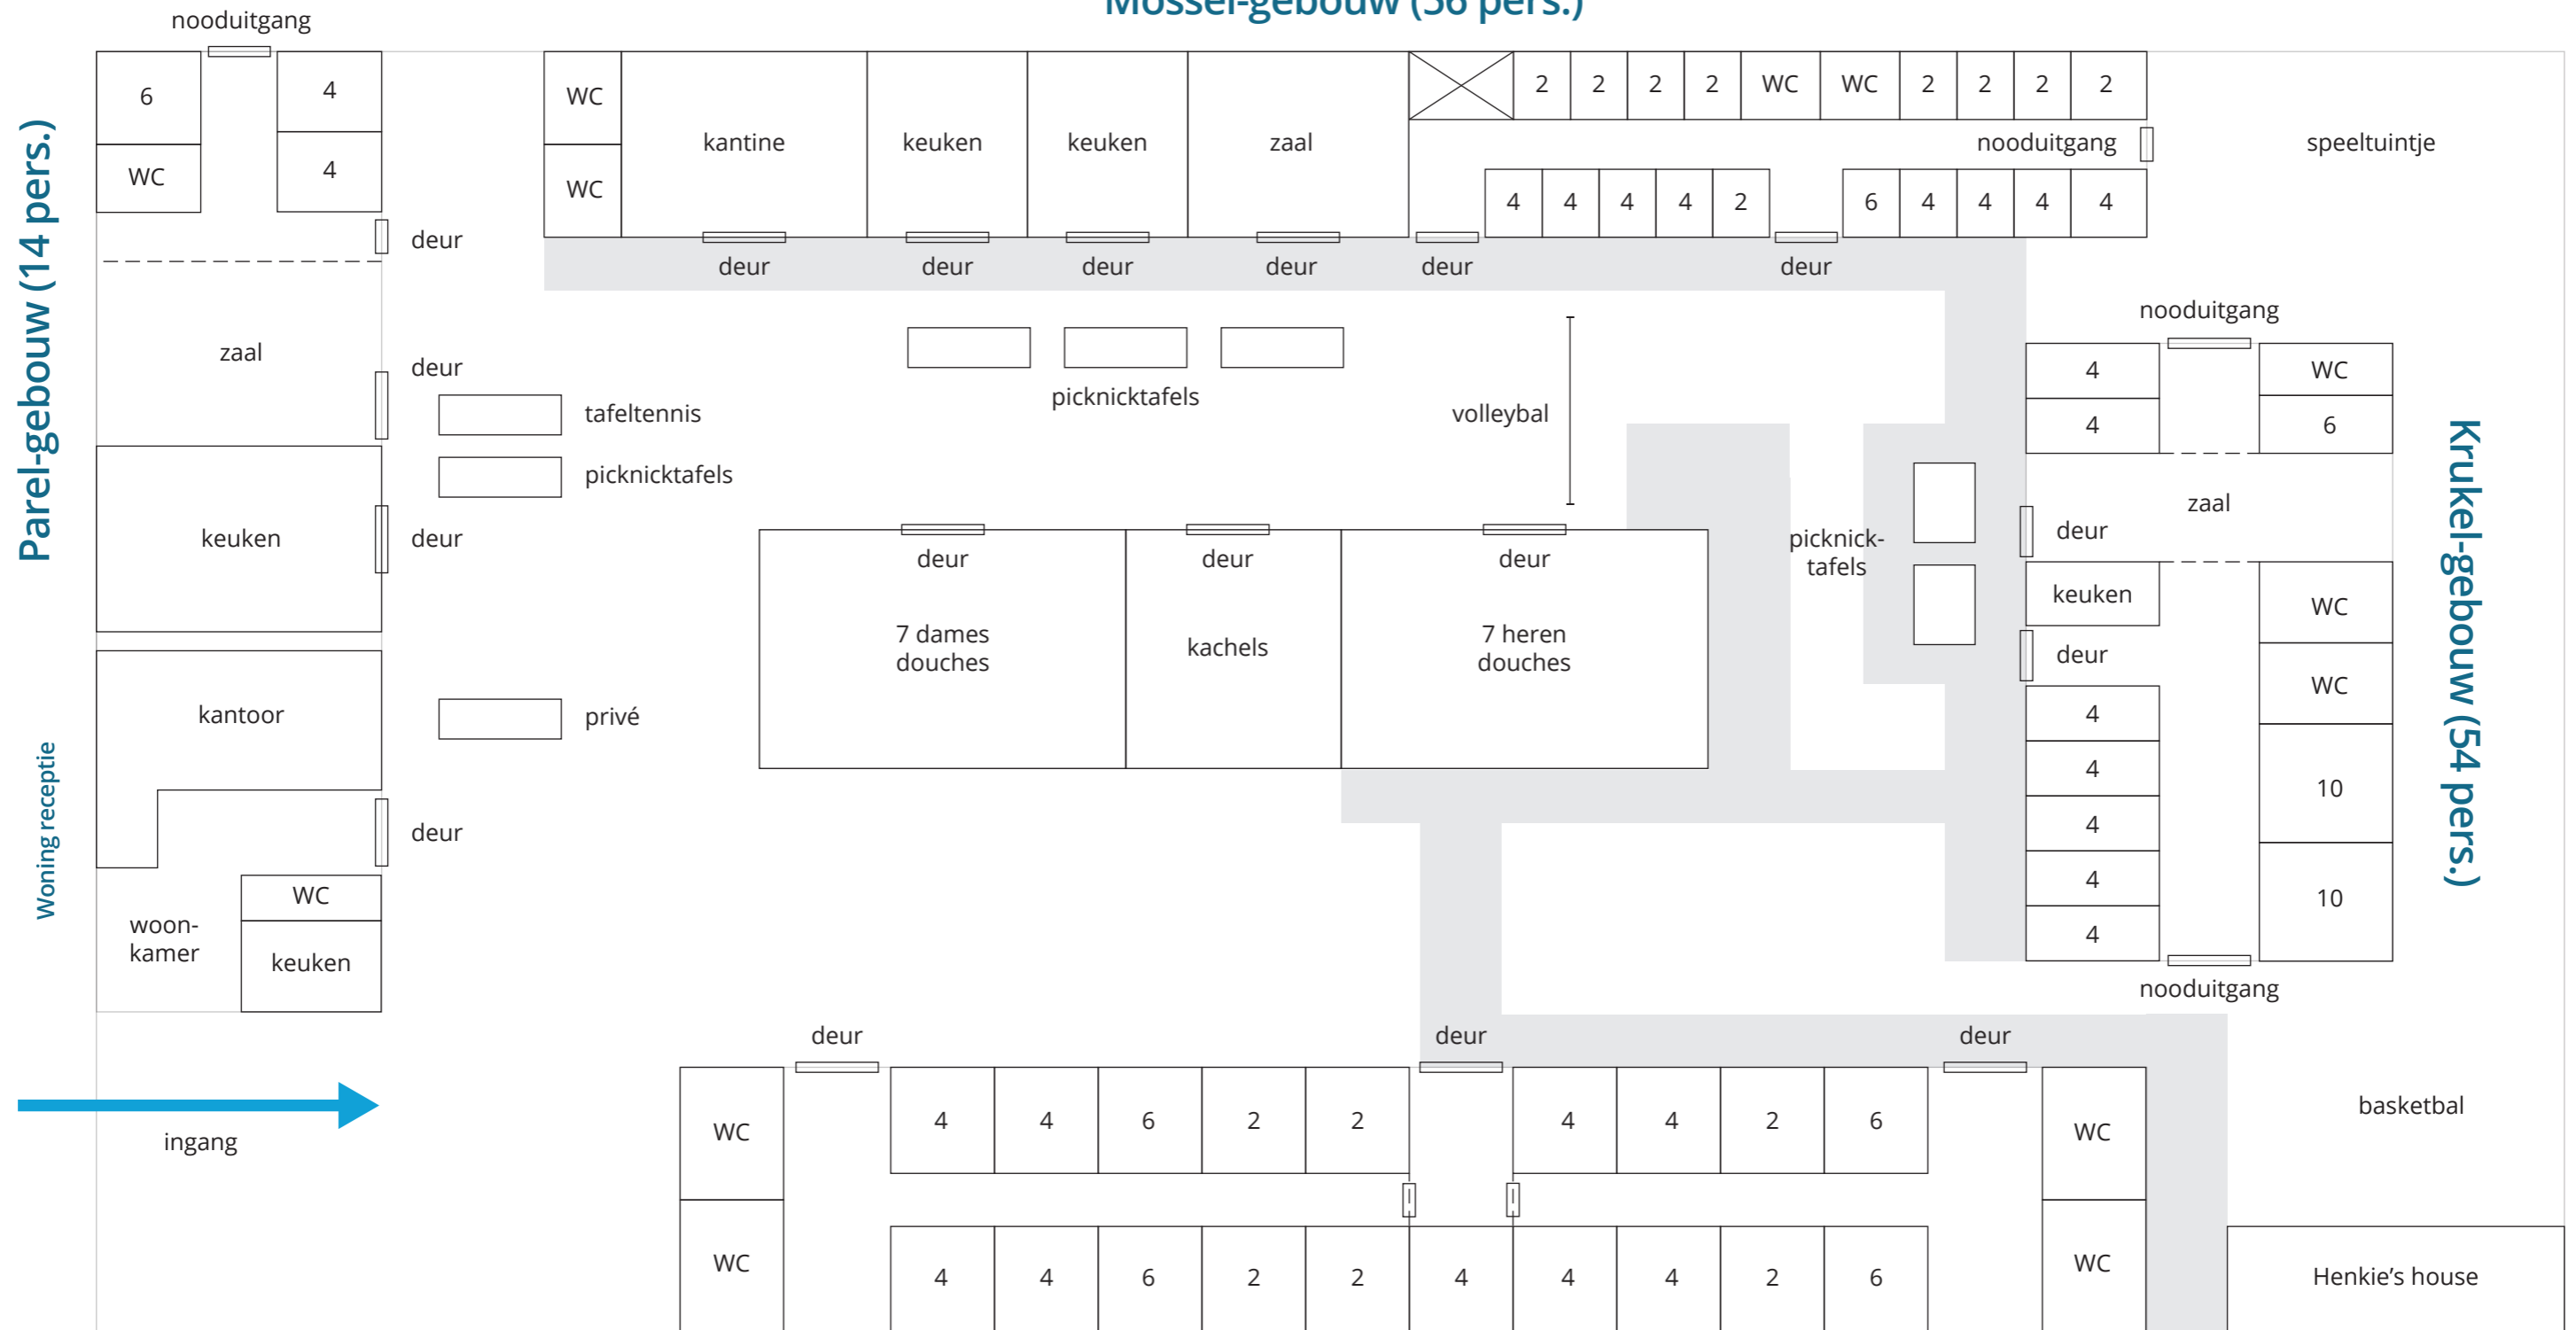 Mossel-gebouw (56 pers.)
nooduitgang
6
4
WC
4
deur
zaal
deur
keuken
deur
Parel-gebouw (14 pers.)
WC
WC
kantine
keuken
keuken
zaal
deur
deur
deur
deur
deur
deur
2
2
2
2
WC
WC
2
2
2
2
nooduitgang
4
4
4
4
2
6
4
4
4
4
speeltuintje
tafeltennis
picknicktafels
picknicktafels
volleybal
deur
deur
deur
7 dames
douches
kachels
7 heren
douches
picknick-
tafels
nooduitgang
4
WC
4
6
zaal
deur
keuken
deur
WC
WC
4
4
4
4
4
10
10
nooduitgang
Krukel-gebouw (54 pers.)
Woning receptie
kantoor
privé
deur
WC
woon-
kamer
keuken
ingang
deur
deur
deur
WC
4
4
6
2
2
4
4
2
6
WC
WC
4
4
6
2
2
4
4
4
2
6
WC
basketbal
Henkie's house